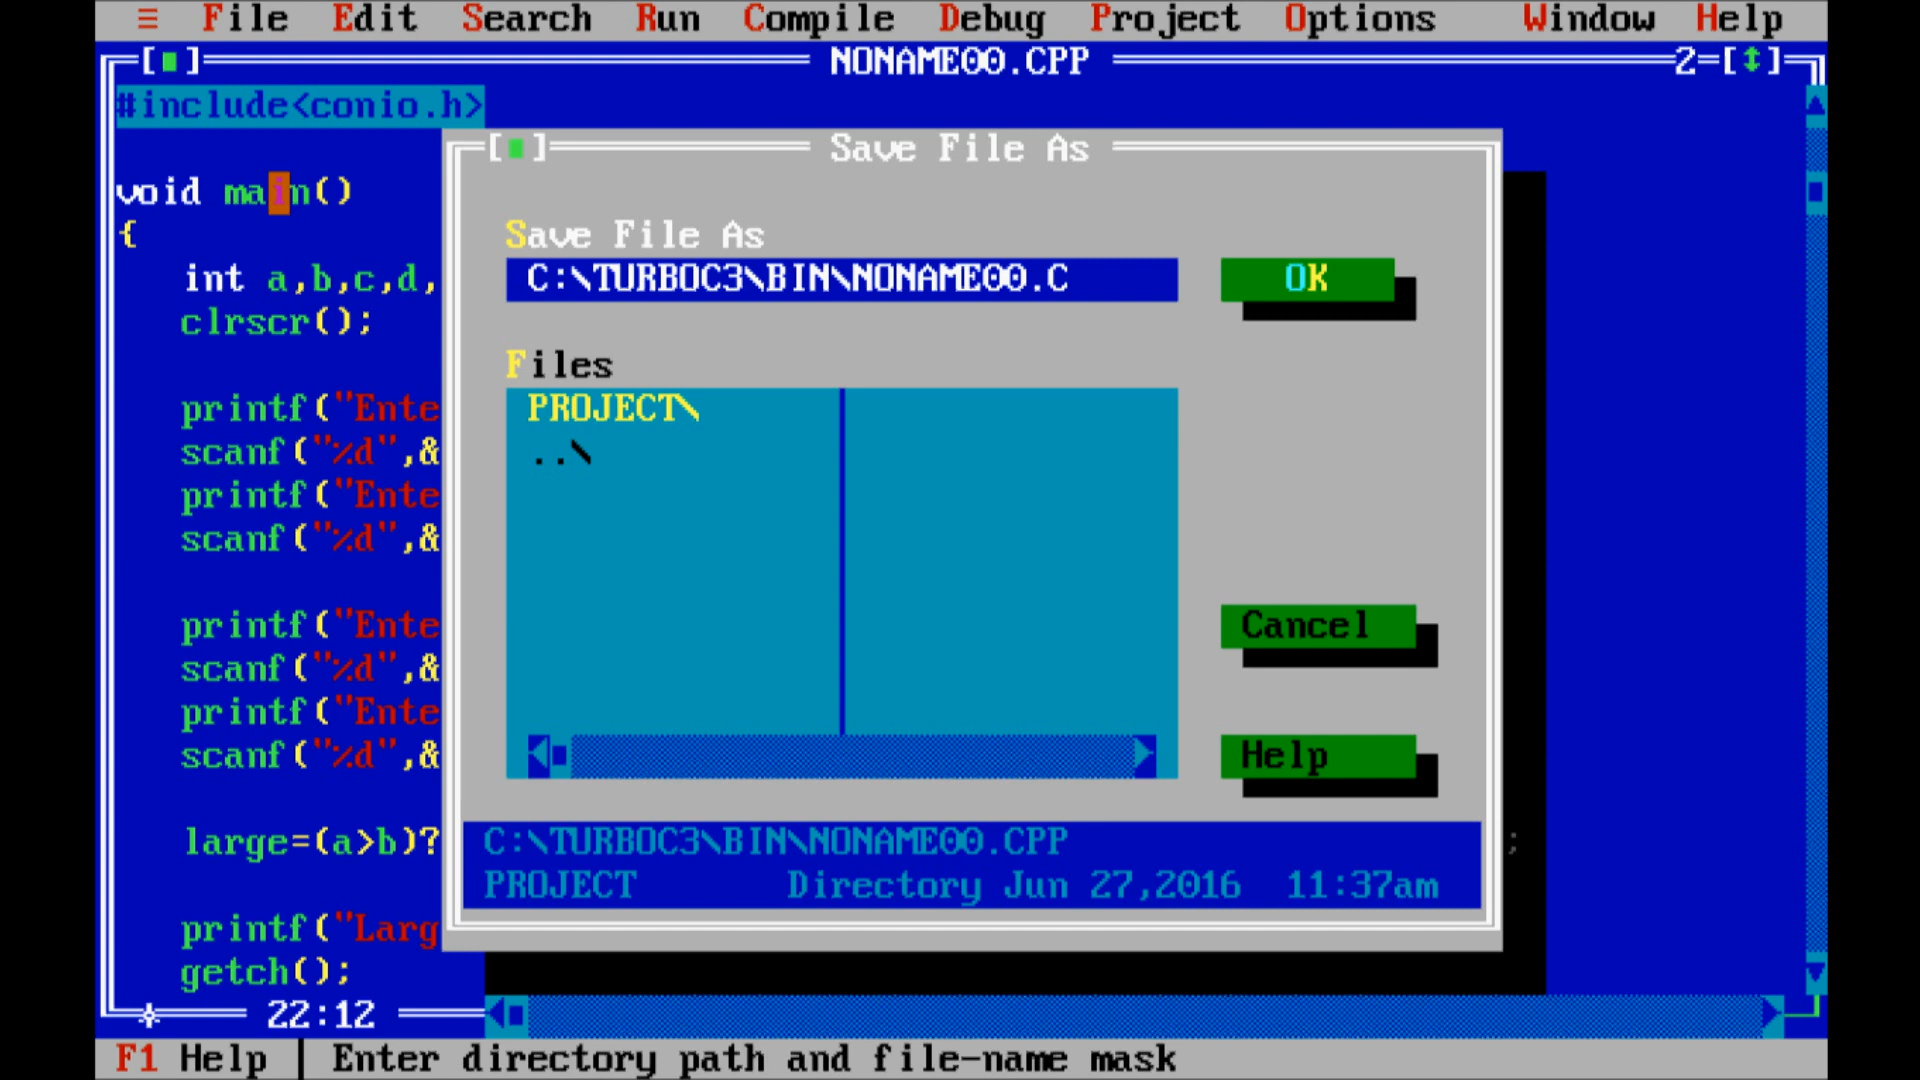 ≡ File Edit Search Run Compile Debug Project Options Window Help
[■] NONAME00.CPP 2=[↕]
#include<conio.h>
void main()
{
int a,b,c,d,
clrscr();
printf("Ente
scanf("%d",&
printf("Ente
scanf("%d",&
printf("Ente
scanf("%d",&
printf("Ente
scanf("%d",&
large=(a>b)?
;
printf("Larg
getch();
22:12
[■] Save File As
Save File As
C:\TURBOC3\BIN\NONAME00.C
OK
Files
PROJECT\
..\
Cancel
Help
C:\TURBOC3\BIN\NONAME00.CPP
PROJECT Directory Jun 27,2016 11:37am
F1 Help | Enter directory path and file-name mask